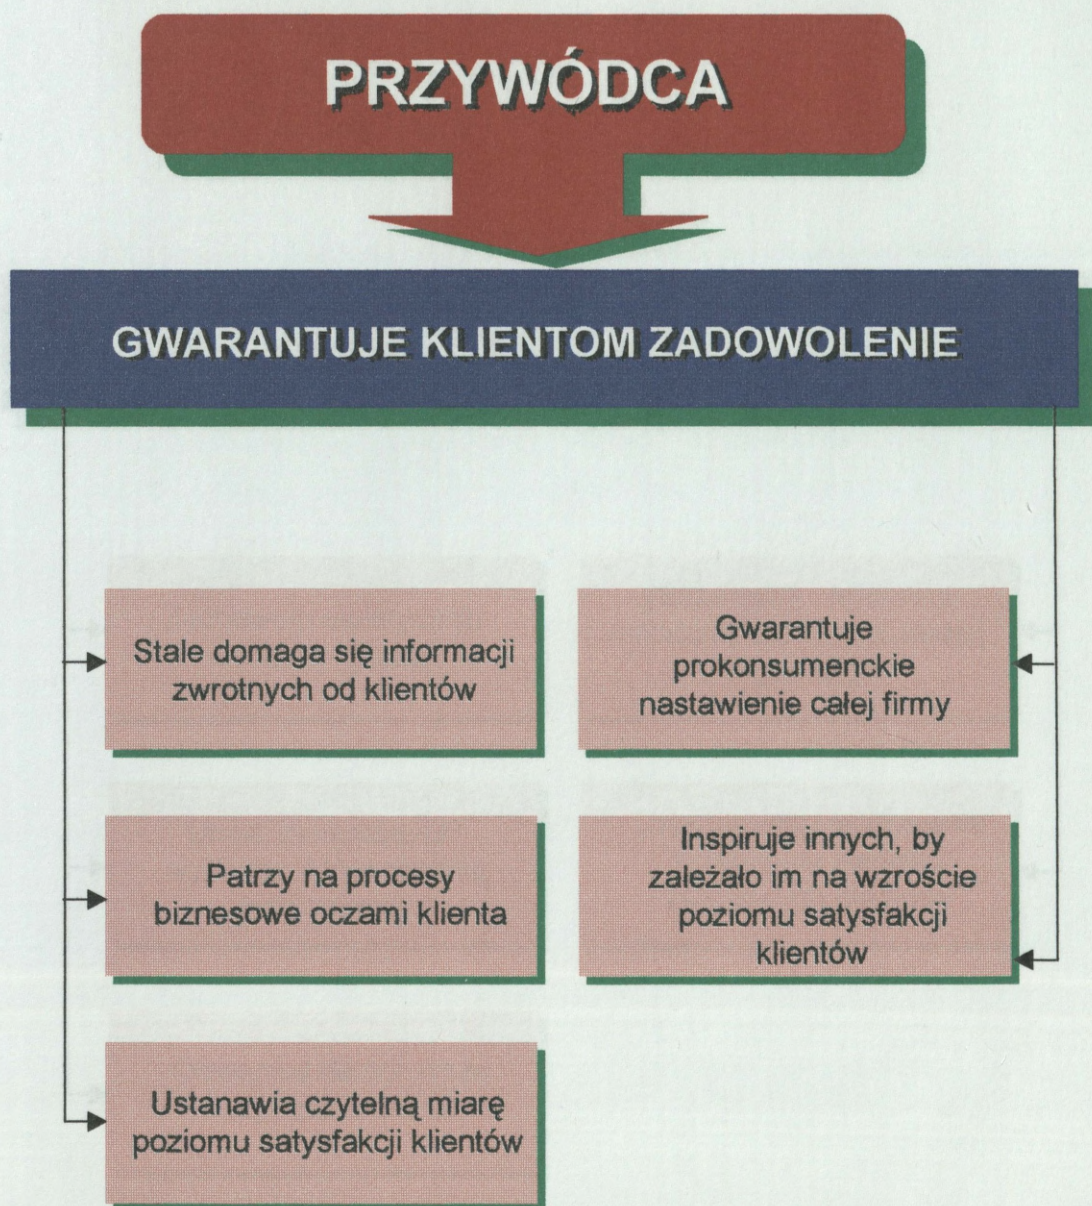 PRZYWÓDCA
GWARANTUJE KLIENTOM ZADOWOLENIE
Stale domaga się informacji
zwrotnych od klientów
Patrzy na procesy
biznesowe oczami klienta
Ustanawia czytelną miarę
poziomu satysfakcji klientów
Gwarantuje
prokonsumenckie
nastawienie całej firmy
Inspiruje innych, by
zależało im na wzroście
poziomu satysfakcji
klientów